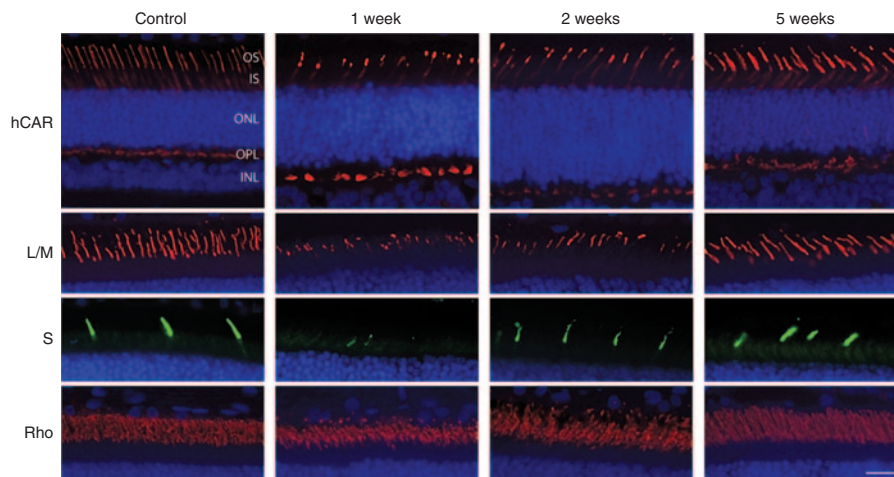 Control 1 week 2 weeks 5 weeks
OS
IS
hCAR
ONL
OPL
INL
L/M
S
Rho